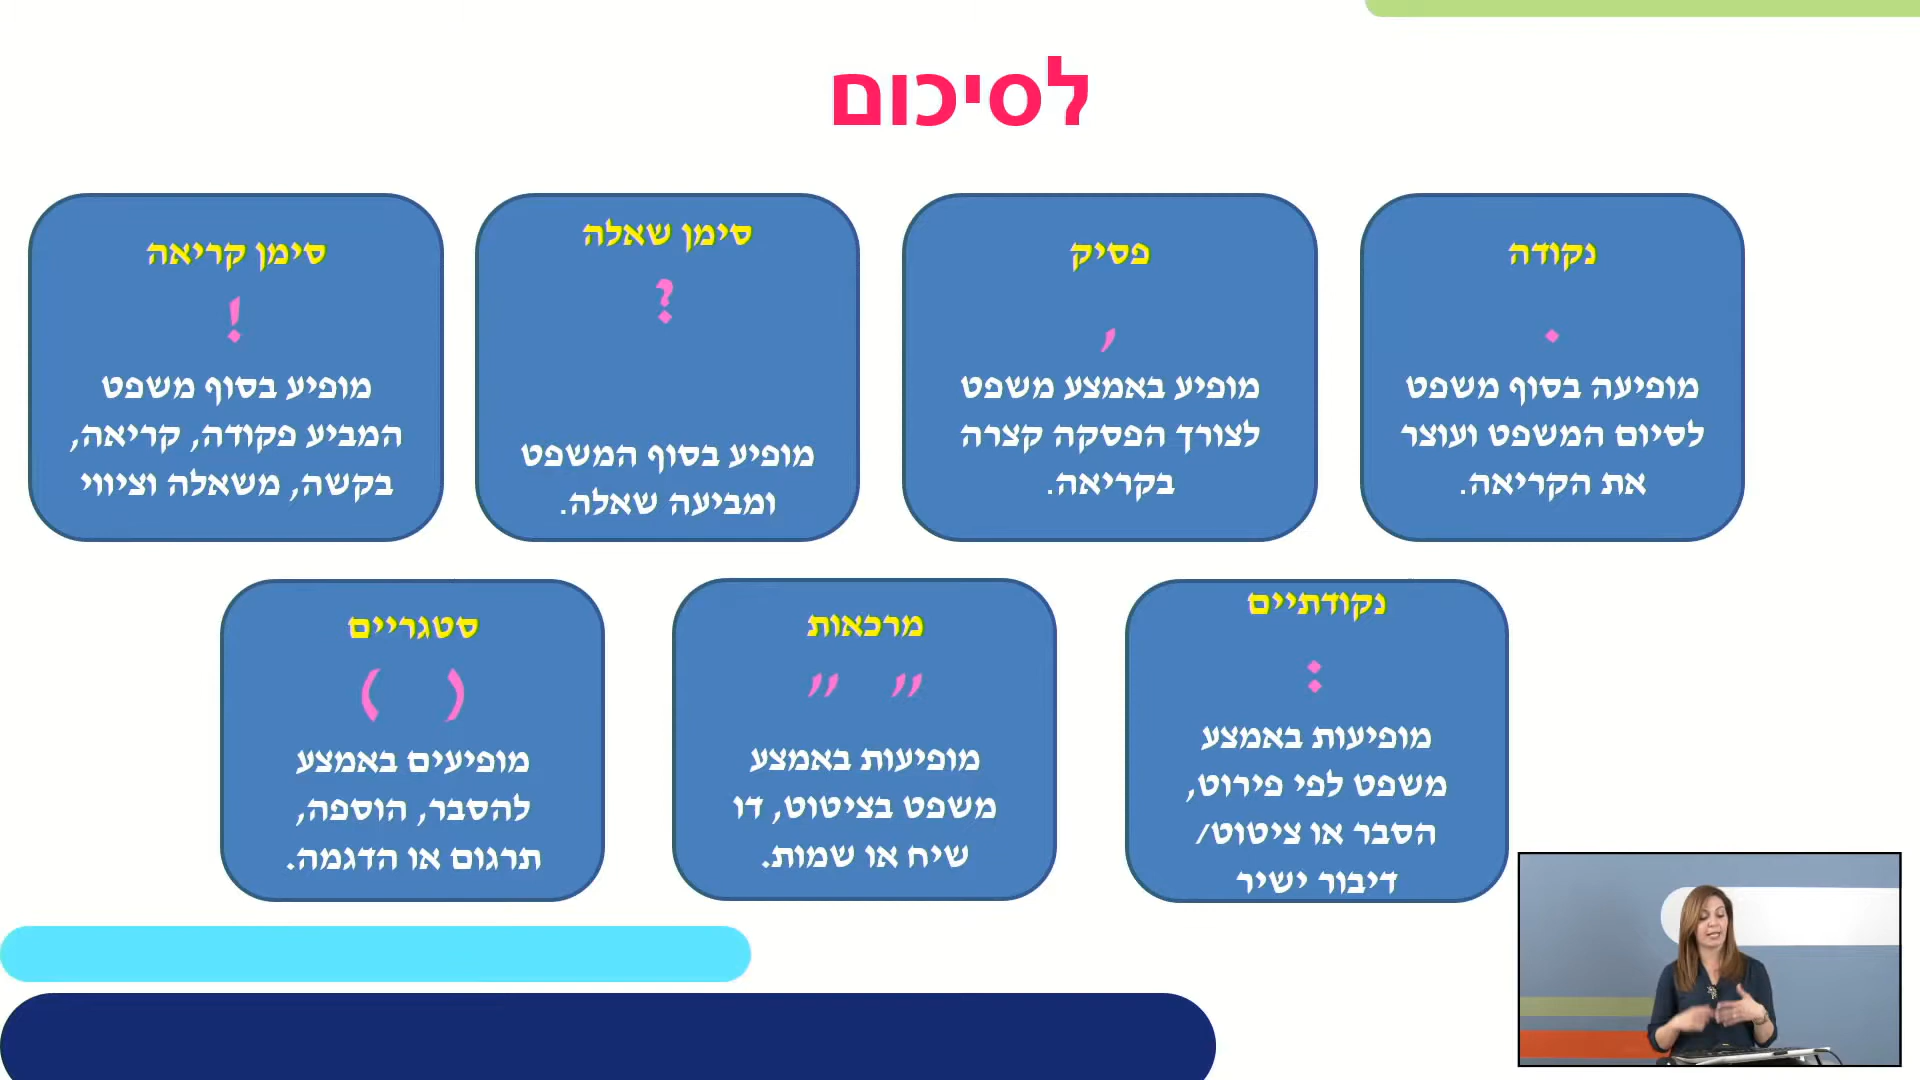 לסיכום
נקודה
.
מופיעה בסוף משפט
לסיום המשפט ועוצר
את הקריאה.
פסיק
,
מופיע באמצע משפט
לצורך הפסקה קצרה
בקריאה.
סימן שאלה
?
מופיע בסוף המשפט
ומביעה שאלה.
סימן קריאה
!
מופיע בסוף משפט
המביע פקודה, קריאה,
בקשה, משאלה וציווי
נקודתיים
:
מופיעות באמצע
משפט לפי פירוט,
הסבר או ציטוט/
דיבור ישיר
מרכאות
" "
מופיעות באמצע
משפט בציטוט, דו
שיח או שמות.
סטגריים
( )
מופיעים באמצע
להסבר, הוספה,
תרגום או הדגמה.